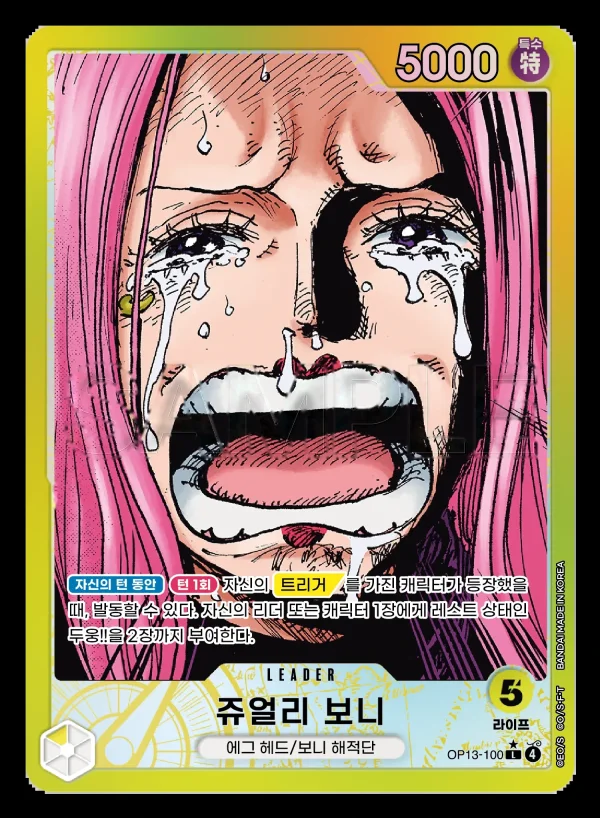 5000
특수
特
SAMPLE
자신의 턴 동안 턴 1회 자신의 트리거 를 가진 캐릭터가 등장했을
때, 발동할 수 있다. 자신의 리더 또는 캐릭터 1장에게 레스트 상태인
두웅!!을 2장까지 부여한다.
LEADER
쥬얼리 보니
에그 헤드/보니 해적단
5
라이프
OP13-100 L 4
©EO/S ©O/S·F·T BANDAI MADE IN KOREA